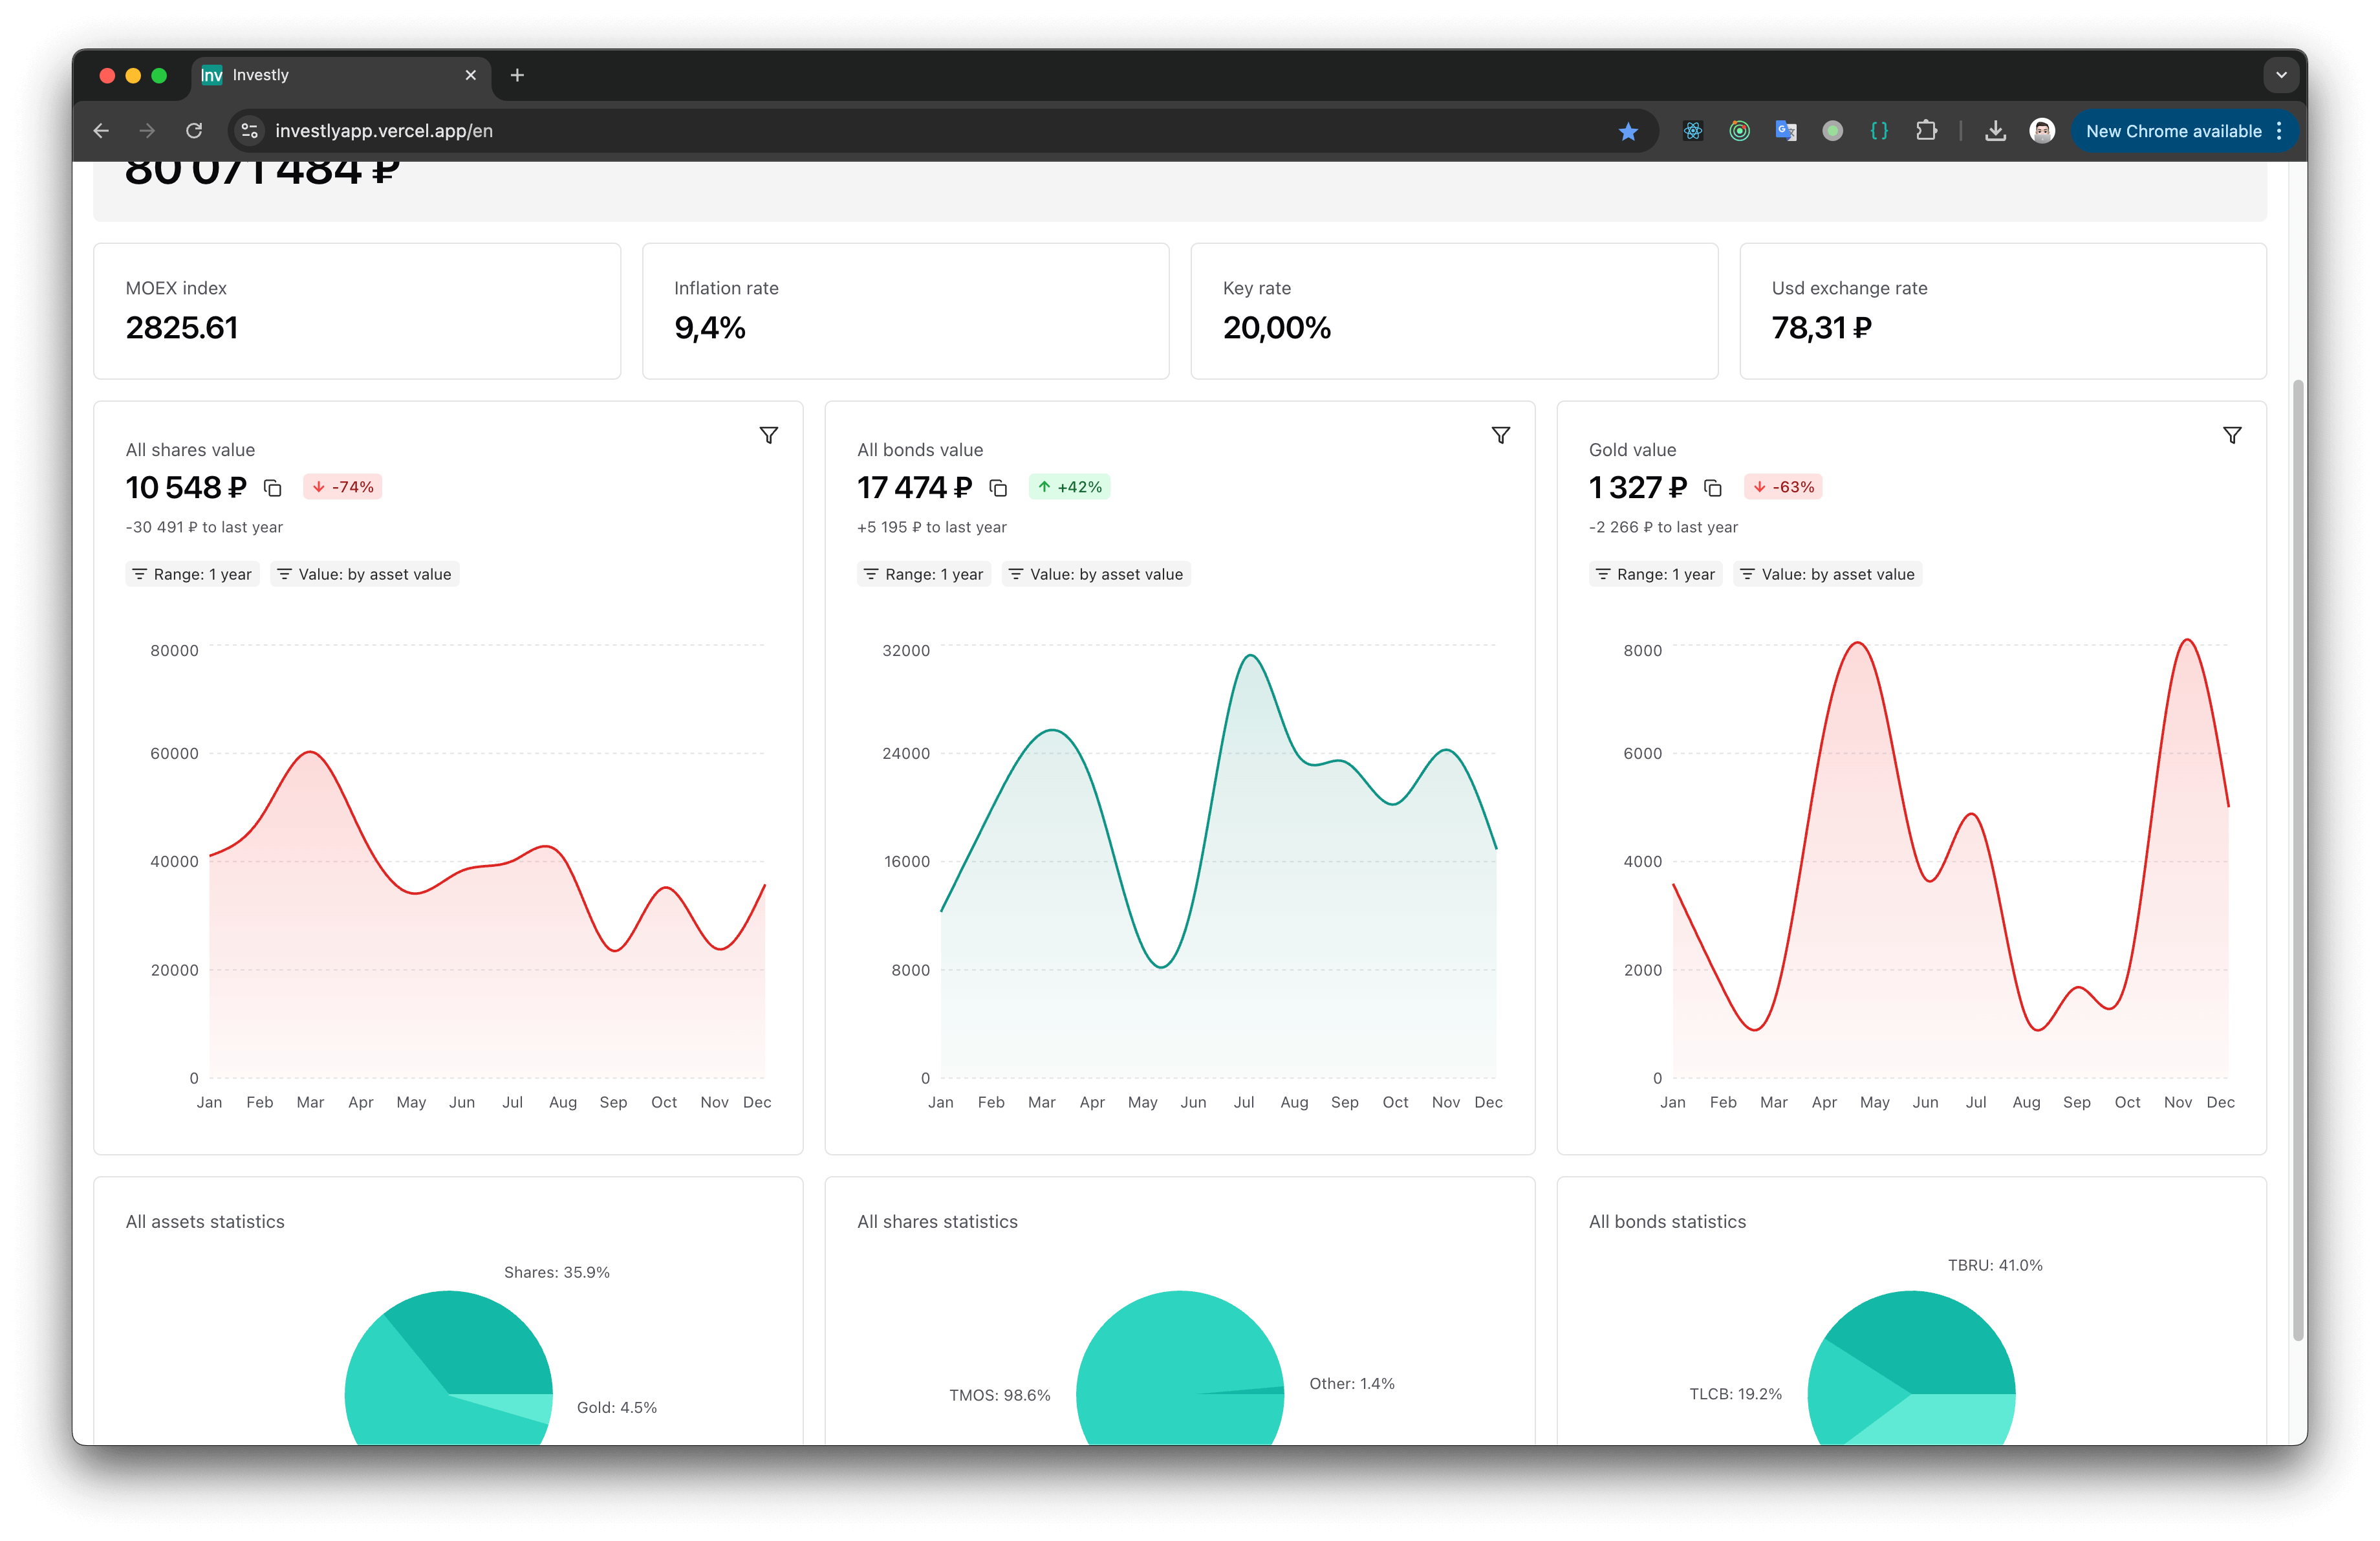 Inv Investly
investlyapp.vercel.app/en
New Chrome available
80 071 484 ₽
MOEX index
2825.61
Inflation rate
9,4%
Key rate
20,00%
Usd exchange rate
78,31 ₽
All shares value
10 548 ₽ -74%
-30 491 ₽ to last year
Range: 1 year Value: by asset value
80000
60000
40000
20000
0
Jan Feb Mar Apr May Jun Jul Aug Sep Oct Nov Dec
All bonds value
17 474 ₽ +42%
+5 195 ₽ to last year
Range: 1 year Value: by asset value
32000
24000
16000
8000
0
Jan Feb Mar Apr May Jun Jul Aug Sep Oct Nov Dec
Gold value
1 327 ₽ -63%
-2 266 ₽ to last year
Range: 1 year Value: by asset value
8000
6000
4000
2000
0
Jan Feb Mar Apr May Jun Jul Aug Sep Oct Nov Dec
All assets statistics
Shares: 35.9%
Gold: 4.5%
All shares statistics
TMOS: 98.6%
Other: 1.4%
All bonds statistics
TBRU: 41.0%
TLCB: 19.2%